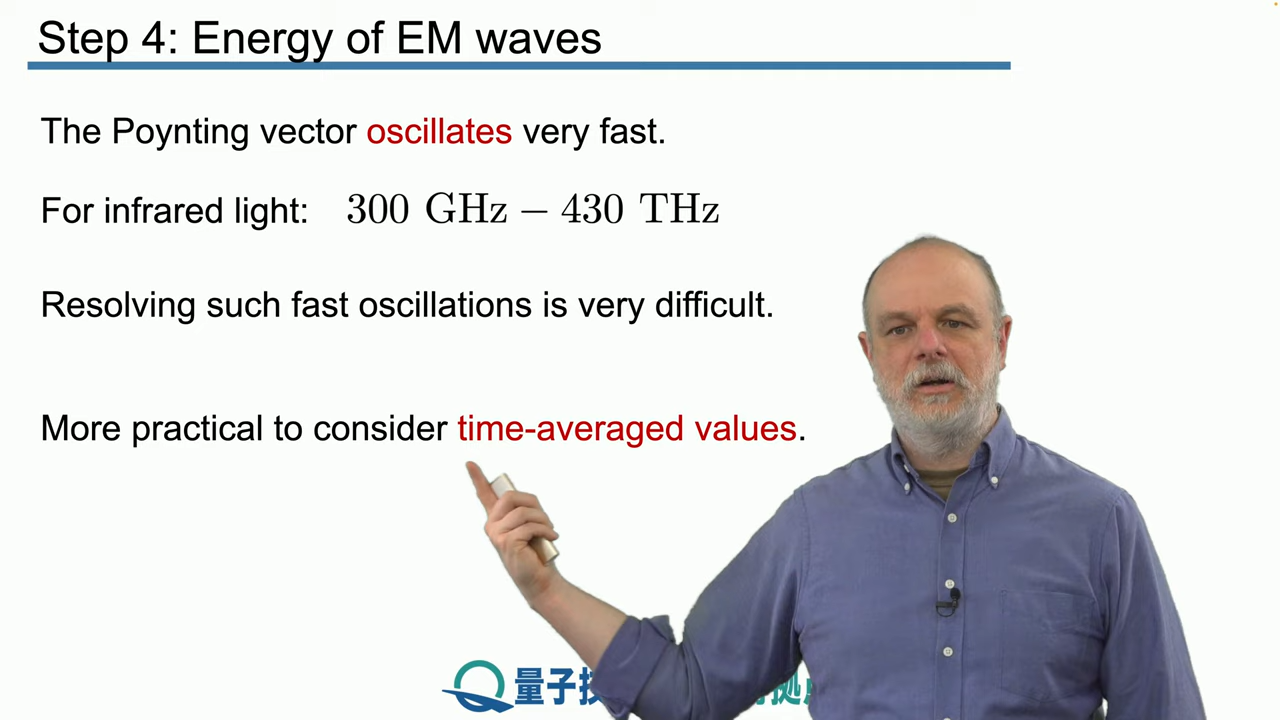 Step 4: Energy of EM waves
The Poynting vector oscillates very fast.
For infrared light: 300 GHz – 430 THz
Resolving such fast oscillations is very difficult.
More practical to consider time-averaged values.
量子